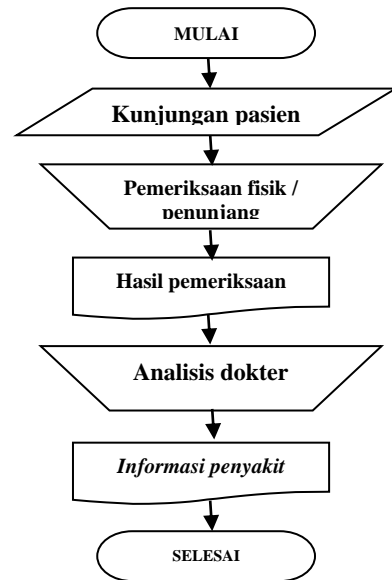 MULAI
Kunjungan pasien
Pemeriksaan fisik /
penunjang
Hasil pemeriksaan
Analisis dokter
Informasi penyakit
SELESAI